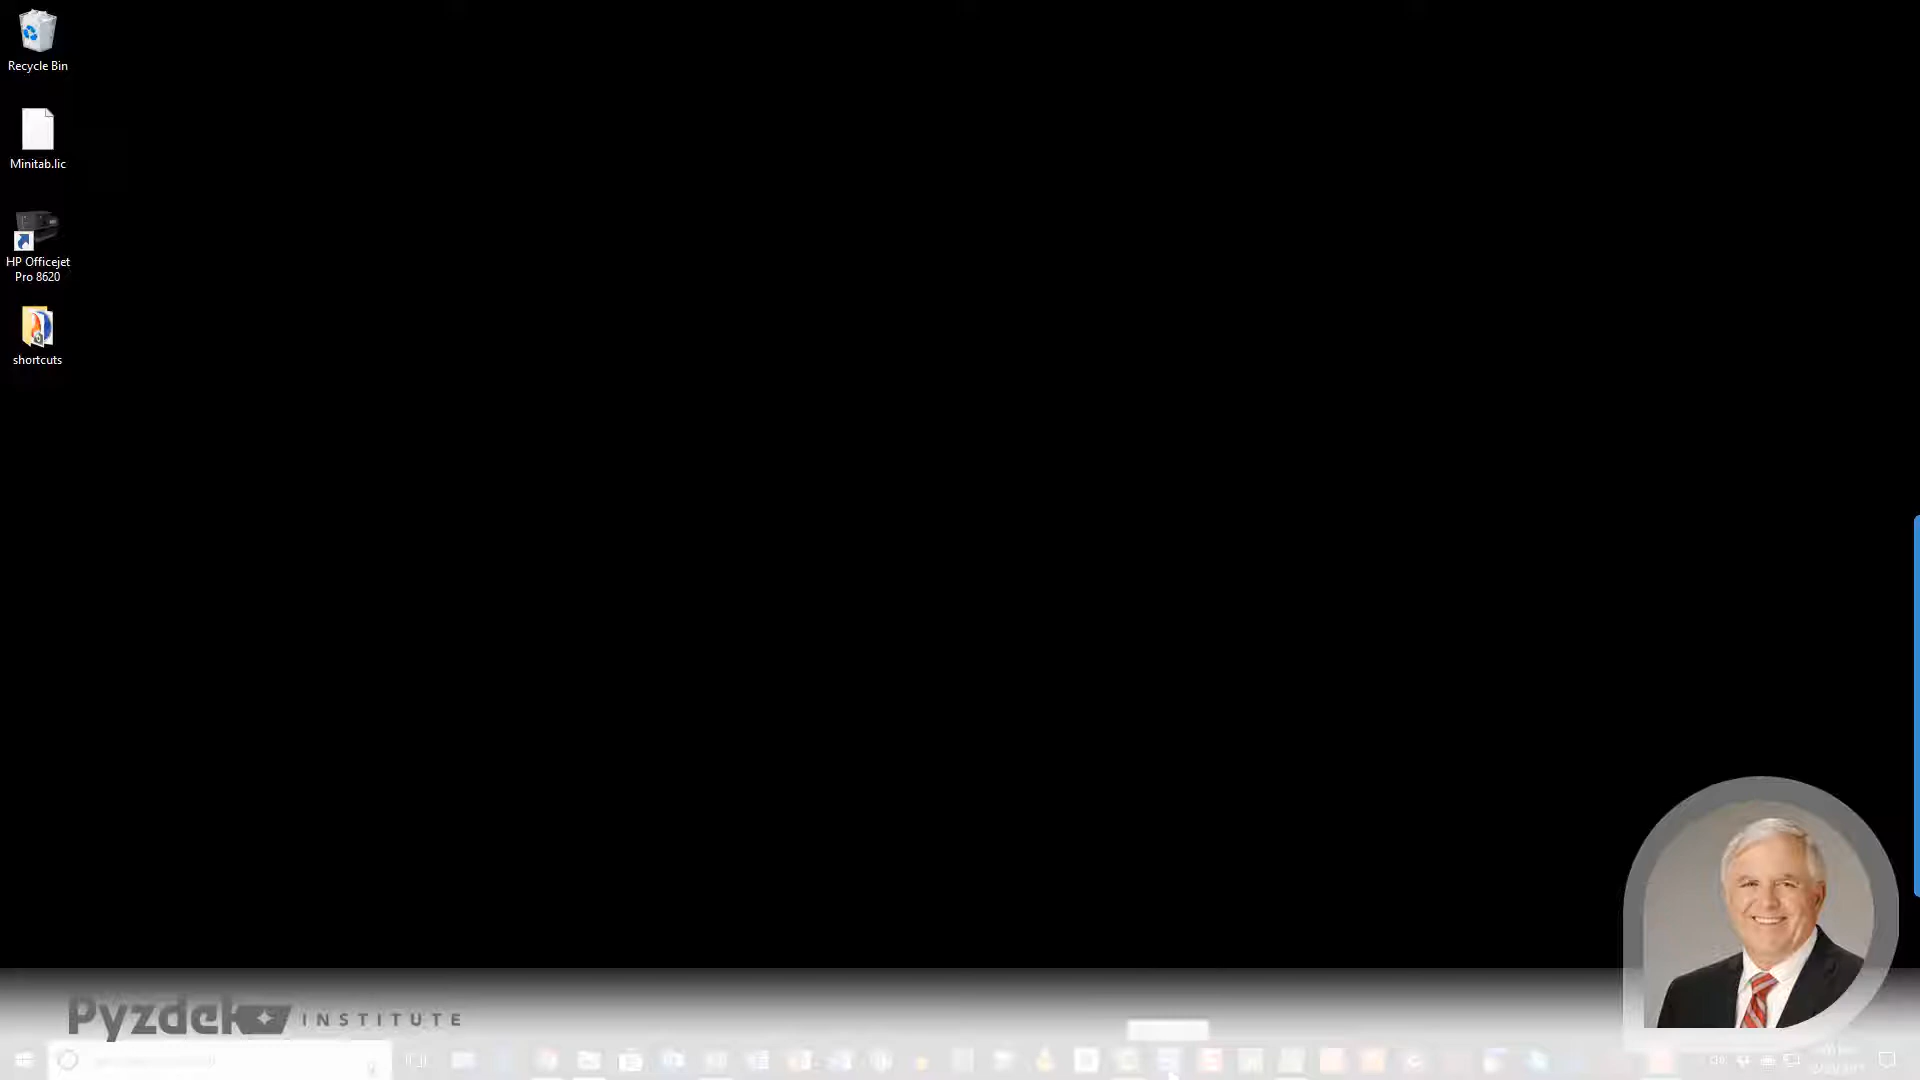 Recycle Bin
Minitab.lic
HP Officejet
Pro 8620
shortcuts
Pyzdek INSTITUTE